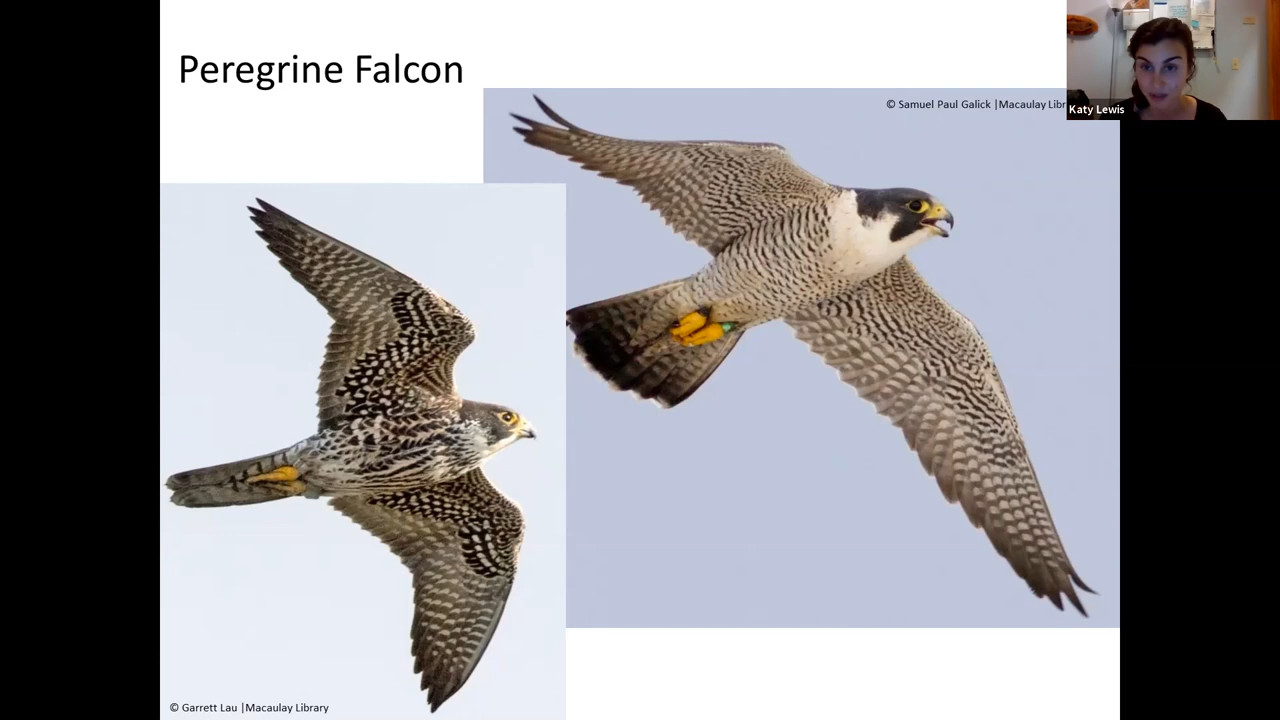 Peregrine Falcon
© Samuel Paul Galick |Macaulay
Katy Lewis
© Garrett Lau |Macaulay Library